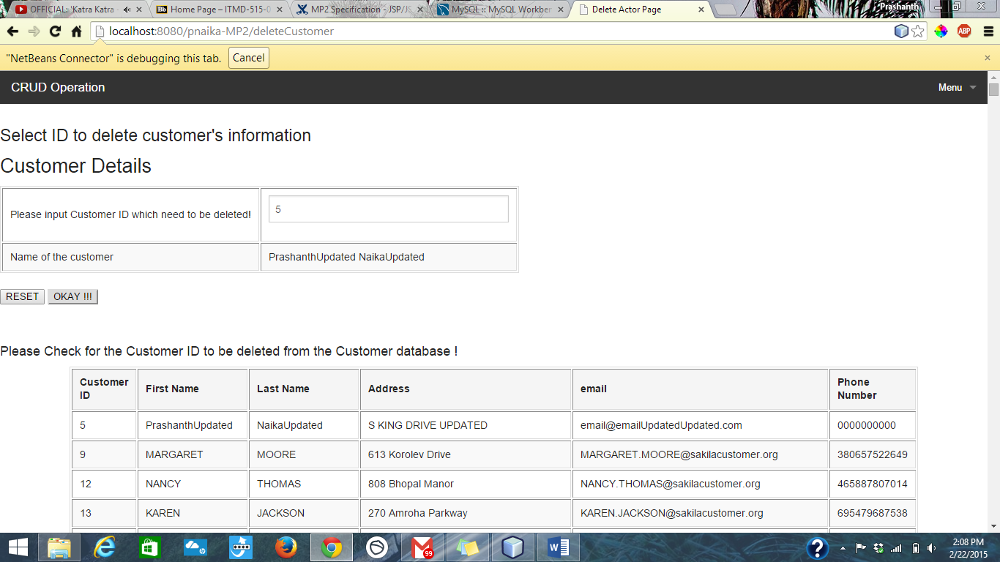 OFFICIAL: 'Katra Katra -
Home Page – ITMD-515-0
MP2 Specification - JSP/JS
MySQL :: MySQL Workber
Delete Actor Page
Prashanth
localhost:8080/pnaika-MP2/deleteCustomer
ABP
"NetBeans Connector" is debugging this tab. Cancel
CRUD Operation
Menu
Select ID to delete customer's information
Customer Details
Please input Customer ID which need to be deleted! 5
Name of the customer PrashanthUpdated NaikaUpdated
RESET OKAY !!!
Please Check for the Customer ID to be deleted from the Customer database !
Customer ID First Name Last Name Address email Phone Number
5 PrashanthUpdated NaikaUpdated S KING DRIVE UPDATED email@emailUpdatedUpdated.com 0000000000
9 MARGARET MOORE 613 Korolev Drive MARGARET.MOORE@sakilacustomer.org 380657522649
12 NANCY THOMAS 808 Bhopal Manor NANCY.THOMAS@sakilacustomer.org 465887807014
13 KAREN JACKSON 270 Amroha Parkway KAREN.JACKSON@sakilacustomer.org 695479687538
99
2:08 PM
2/22/2015